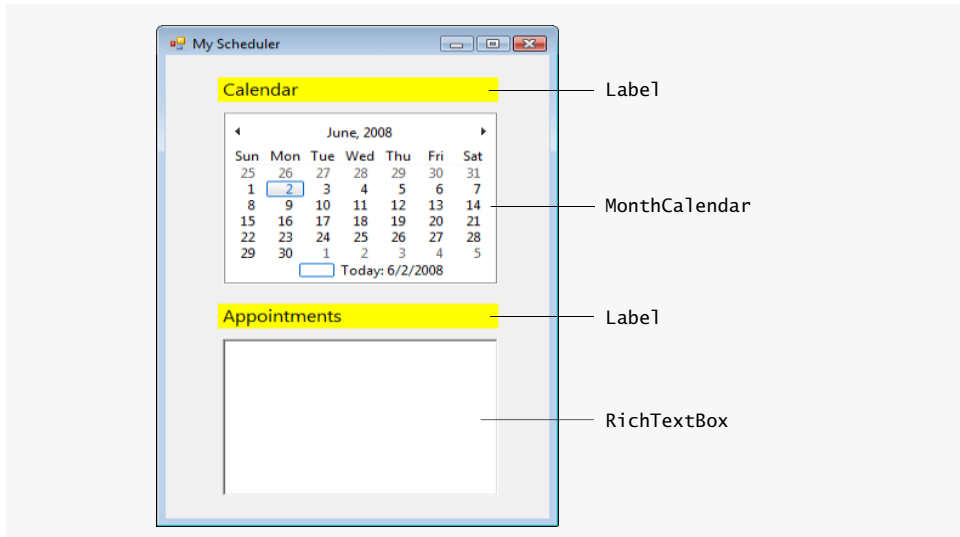 My Scheduler
Calendar
Label
June, 2008
Sun Mon Tue Wed Thu Fri Sat
25 26 27 28 29 30 31
1 2 3 4 5 6 7
8 9 10 11 12 13 14
MonthCalendar
15 16 17 18 19 20 21
22 23 24 25 26 27 28
29 30 1 2 3 4 5
Today: 6/2/2008
Appointments
Label
RichTextBox